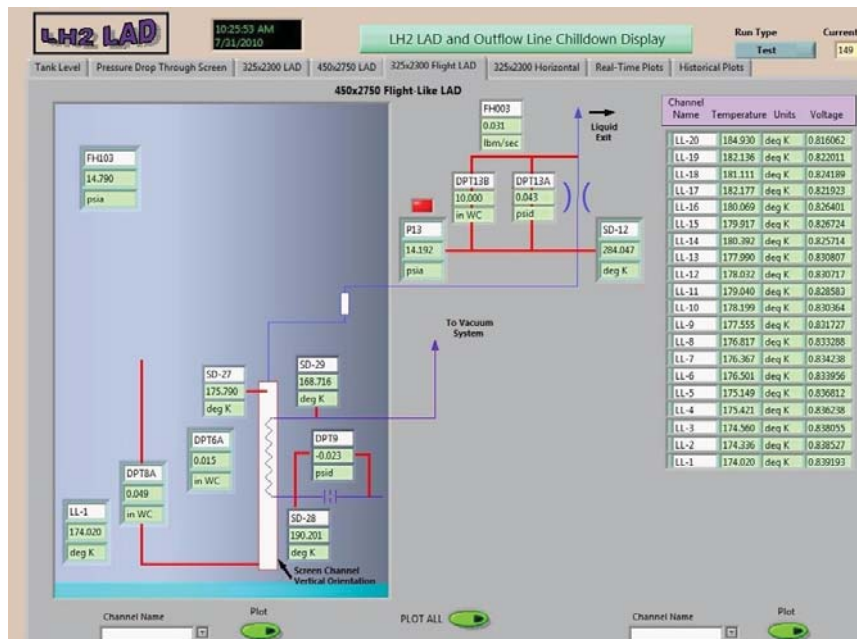 LH2 LAD
10:25:53 AM
7/31/2010
LH2 LAD and Outflow Line Chilldown Display
Run Type
Test
Current
149
Tank Level
Pressure Drop Through Screen
325x2300 LAD
450x2750 LAD
325x2300 Flight LAD
325x2300 Horizontal
Real-Time Plots
Historical Plots
450x2750 Flight-Like LAD
FH103
14.790
psia
FH003
0.031
lbm/sec
Liquid
Exit
DPT13B
10.000
in WC
DPT13A
0.043
psid
P13
14.192
psia
SD-12
284.047
deg K
To Vacuum
System
SD-27
175.790
deg K
SD-29
168.716
deg K
DPT6A
0.015
in WC
DPT9
-0.023
psid
DPT8A
0.049
in WC
LL-1
174.020
deg K
SD-28
190.201
deg K
Screen Channel
Vertical Orientation
Channel
Name Temperature Units Voltage
LL-20 184.930 deg K 0.816062
LL-19 182.136 deg K 0.822011
LL-18 181.111 deg K 0.824189
LL-17 182.177 deg K 0.821923
LL-16 180.069 deg K 0.826401
LL-15 179.917 deg K 0.826724
LL-14 180.392 deg K 0.825714
LL-13 177.990 deg K 0.830807
LL-12 178.032 deg K 0.830717
LL-11 179.040 deg K 0.828583
LL-10 178.199 deg K 0.830364
LL-9 177.555 deg K 0.831727
LL-8 176.817 deg K 0.833288
LL-7 176.367 deg K 0.834238
LL-6 176.501 deg K 0.833956
LL-5 175.149 deg K 0.836812
LL-4 175.421 deg K 0.836238
LL-3 174.560 deg K 0.838055
LL-2 174.336 deg K 0.838527
LL-1 174.020 deg K 0.839193
Channel Name
Plot
PLOT ALL
Channel Name
Plot